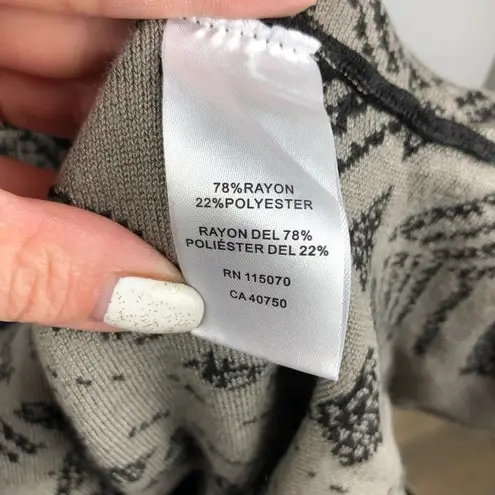 78%RAYON
22%POLYESTER
RAYON DEL 78%
POLIÉSTER DEL 22%
RN 115070
CA 40750